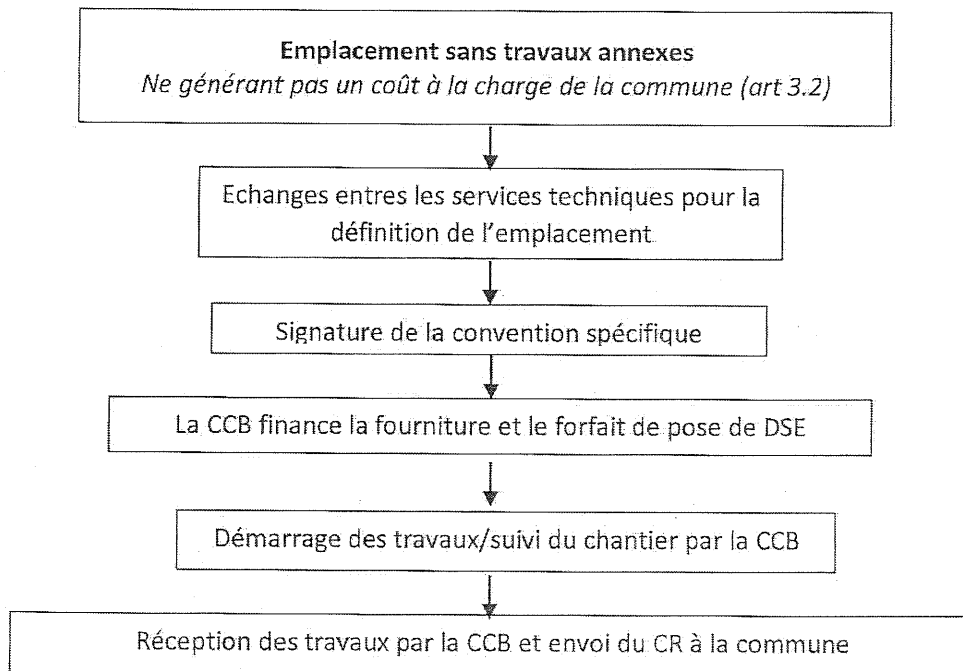 Emplacement sans travaux annexes
Ne générant pas un coût à la charge de la commune (art 3.2)
Echanges entres les services techniques pour la
définition de l'emplacement
Signature de la convention spécifique
La CCB finance la fourniture et le forfait de pose de DSE
Démarrage des travaux/suivi du chantier par la CCB
Réception des travaux par la CCB et envoi du CR à la commune